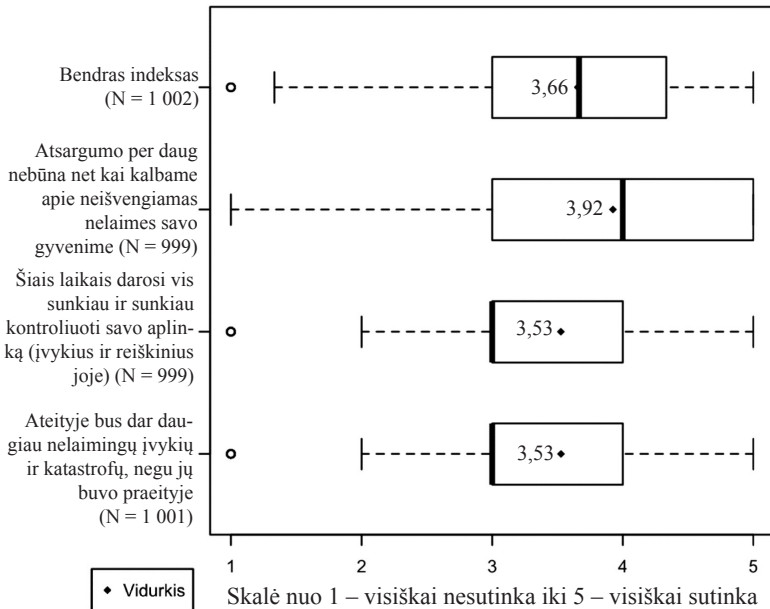 Bendras indeksas
(N = 1 002)
3,66
Atsargumo per daug
nebūna net kai kalbame
apie neišvengiamas
nelaimes savo
gyvenime (N = 999)
3,92
Šiais laikais darosi vis
sunkiau ir sunkiau
kontroliuoti savo aplin-
ką (įvykius ir reiškinius
joje) (N = 999)
3,53
Ateityje bus dar dau-
giau nelaimingų įvykių
ir katastrofų, negu jų
buvo praeityje
(N = 1 001)
3,53
1 2 3 4 5
Vidurkis
Skalė nuo 1 – visiškai nesutinka iki 5 – visiškai sutinka